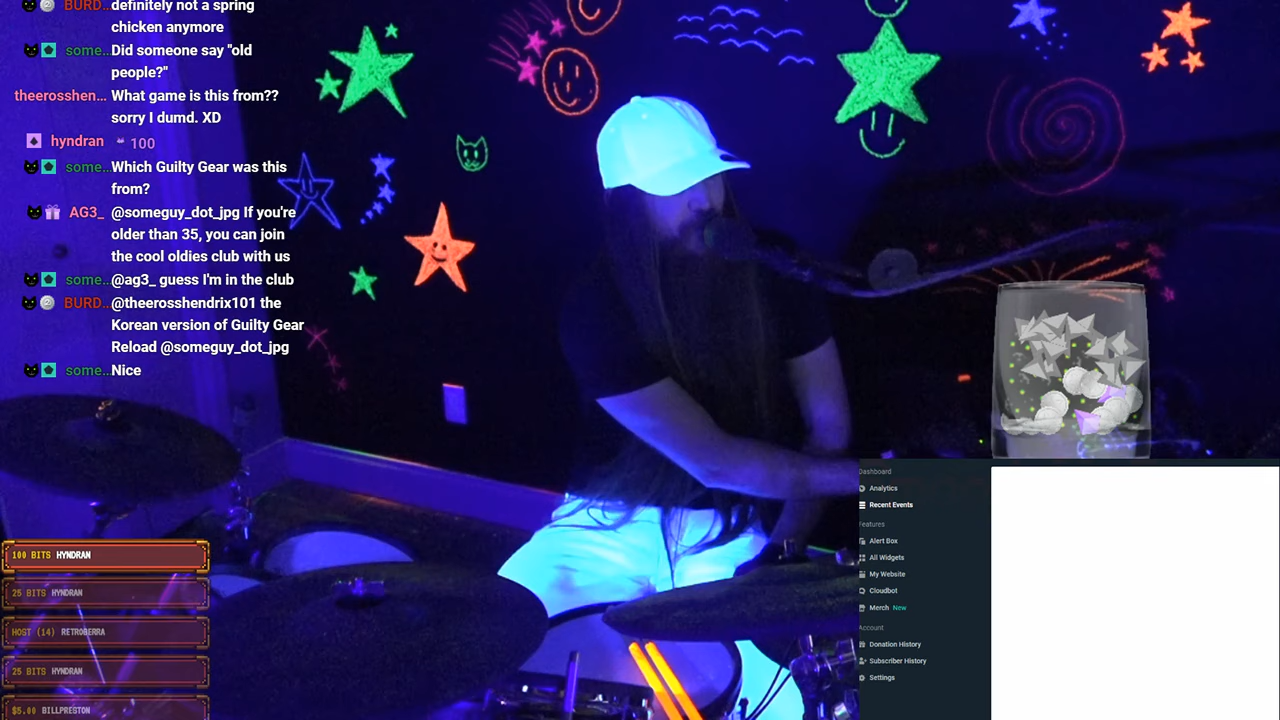 BURD... definitely not a spring
chicken anymore
some... Did someone say "old
people?"
theerosshen... What game is this from??
sorry I dumd. XD
hyndran 100
some... Which Guilty Gear was this
from?
AG3_ @someguy_dot_jpg If you're
older than 35, you can join
the cool oldies club with us
some... @ag3_ guess I'm in the club
BURD... @theerosshendrix101 the
Korean version of Guilty Gear
Reload @someguy_dot_jpg
some... Nice
100 BITS HYNDRAN
25 BITS HYNDRAN
HOST (14) RETROBERRA
25 BITS HYNDRAN
$5.00 BILLPRESTON
Dashboard
Analytics
Recent Events
Features
Alert Box
All Widgets
My Website
Cloudbot
Merch New
Account
Donation History
Subscriber History
Settings